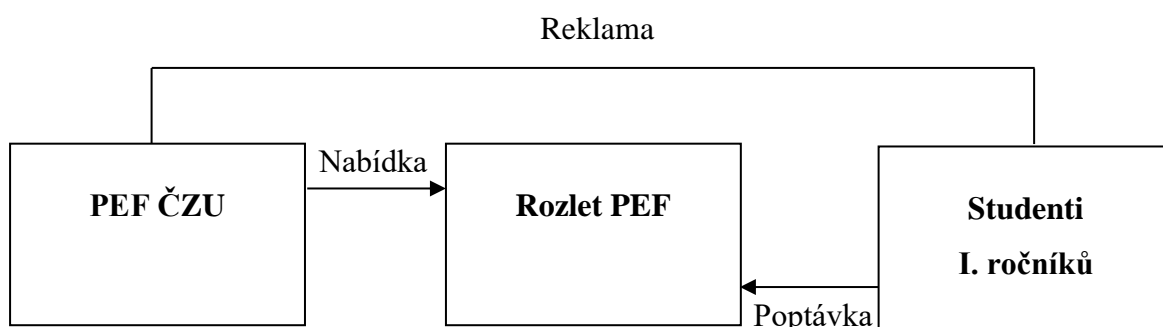 Reklama
Nabídka
PEF ČZU
Rozlet PEF
Studenti
I. ročníků
Poptávka